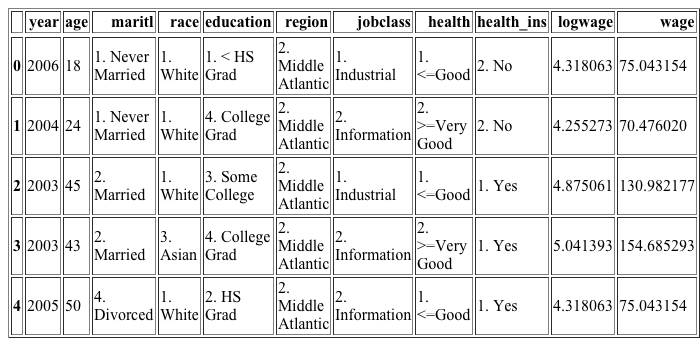 year age maritl race education region jobclass health health_ins logwage wage
0 2006 18 1. Never Married 1. White 1. < HS Grad 2. Middle Atlantic 1. Industrial 1. <=Good 2. No 4.318063 75.043154
1 2004 24 1. Never Married 1. White 4. College Grad 2. Middle Atlantic 2. Information 2. >=Very Good 2. No 4.255273 70.476020
2 2003 45 2. Married 1. White 3. Some College 2. Middle Atlantic 1. Industrial 1. <=Good 1. Yes 4.875061 130.982177
3 2003 43 2. Married 3. Asian 4. College Grad 2. Middle Atlantic 2. Information 2. >=Very Good 1. Yes 5.041393 154.685293
4 2005 50 4. Divorced 1. White 2. HS Grad 2. Middle Atlantic 2. Information 1. <=Good 1. Yes 4.318063 75.043154